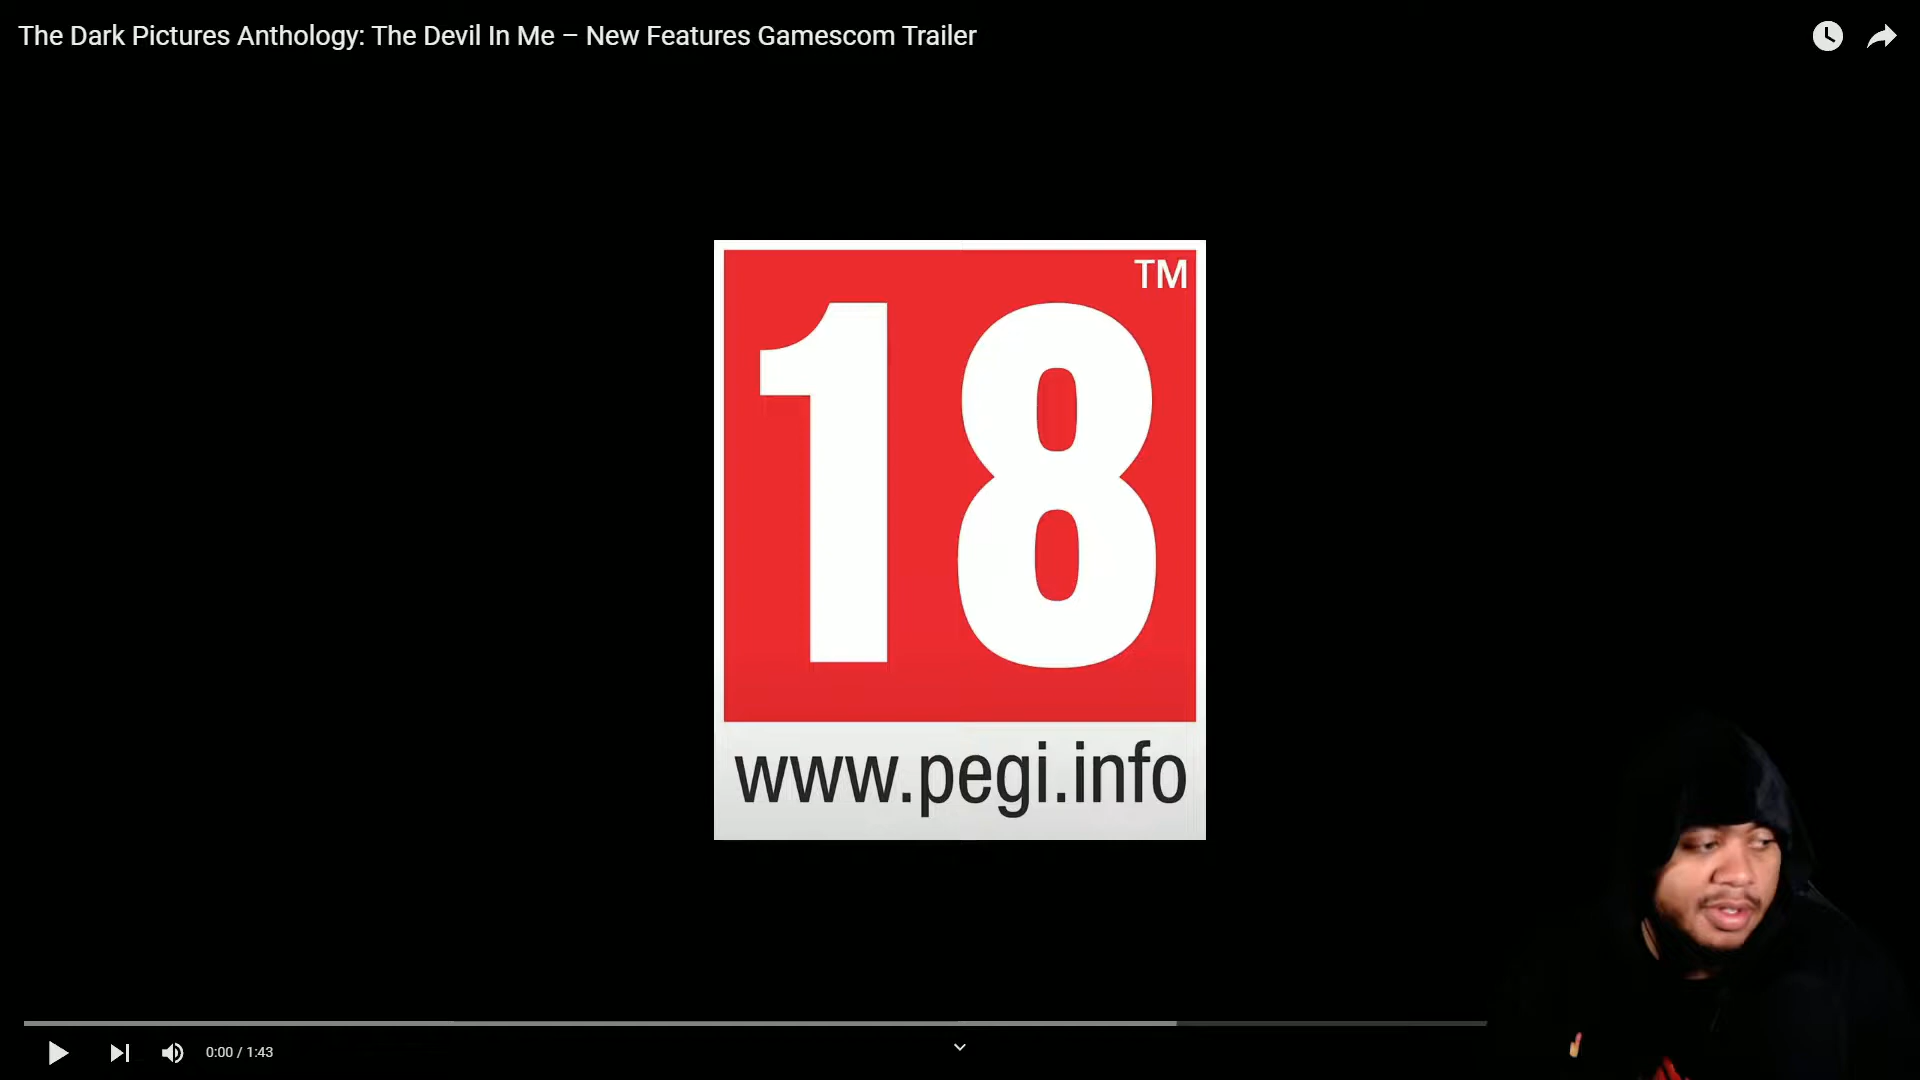 The Dark Pictures Anthology: The Devil In Me – New Features Gamescom Trailer
TM
18
www.pegi.info
0:00 / 1:43